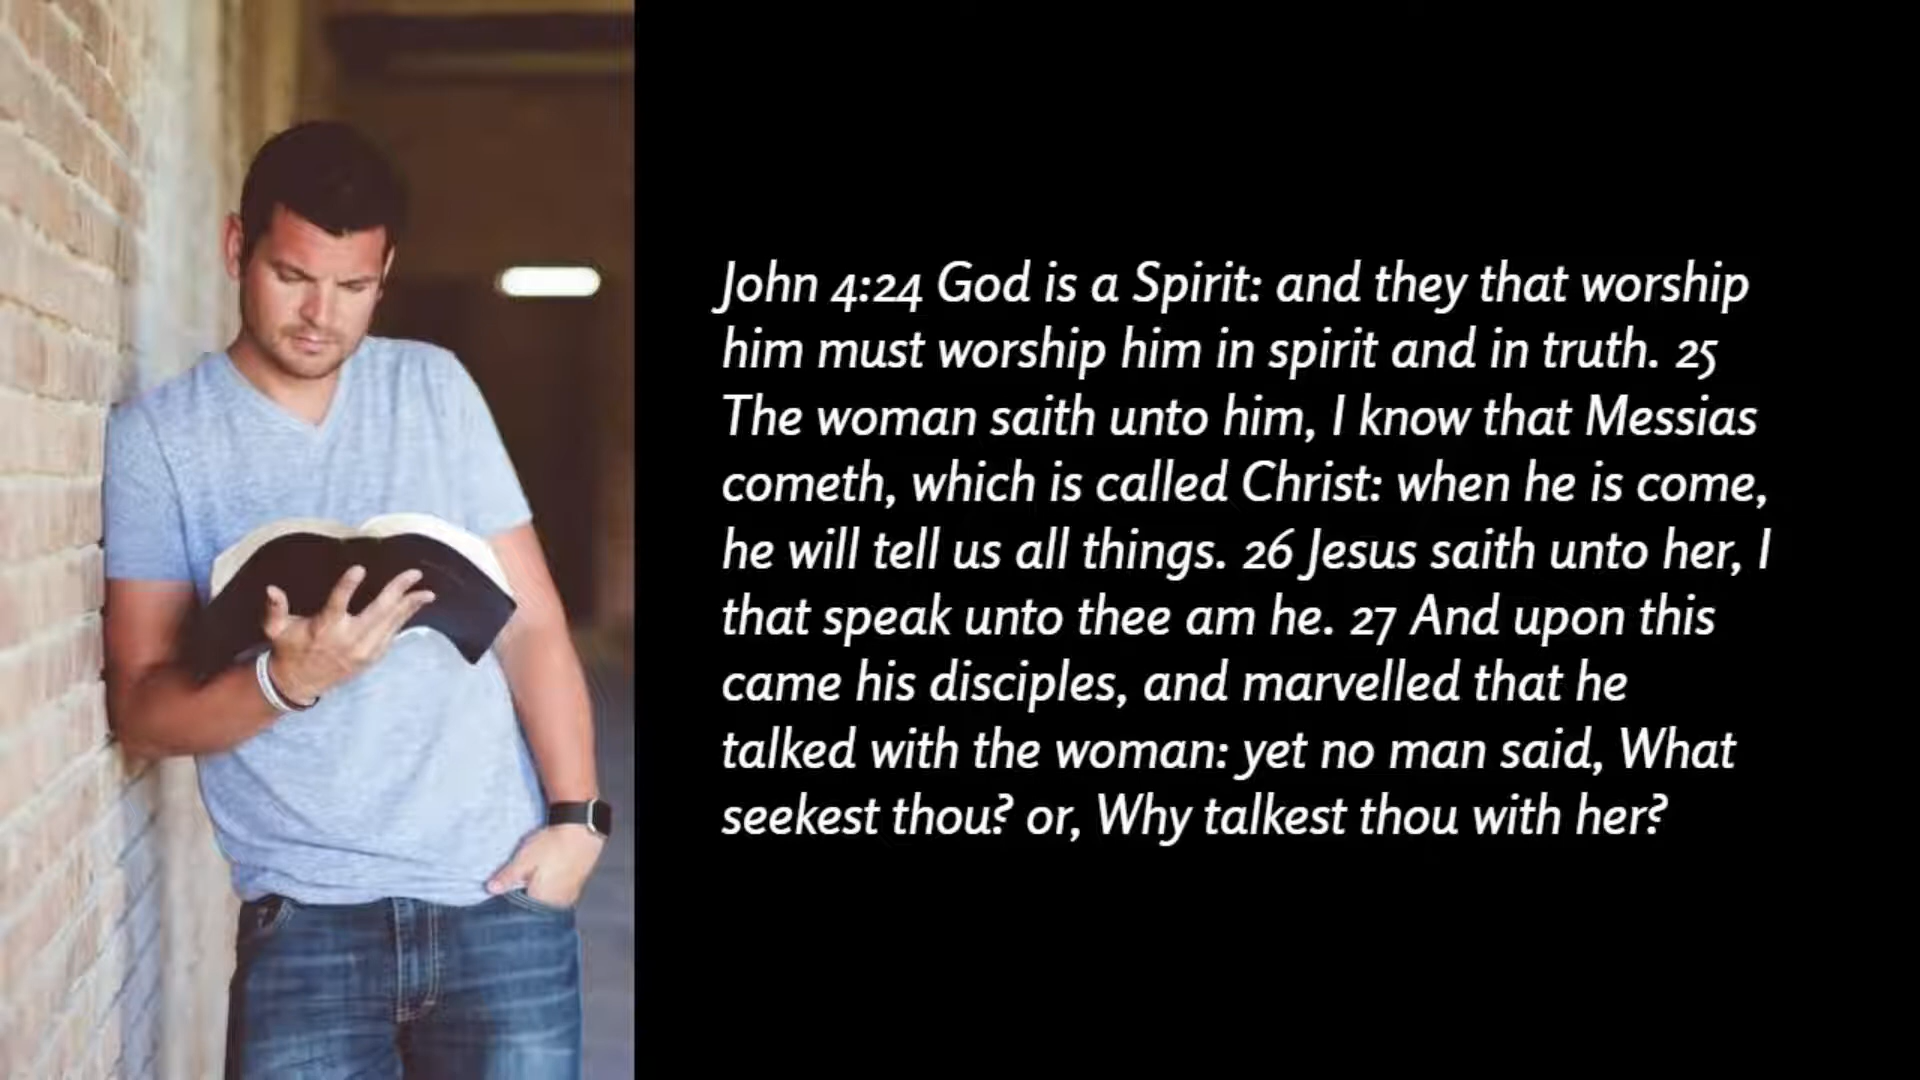 John 4:24 God is a Spirit: and they that worship
him must worship him in spirit and in truth. 25
The woman saith unto him, I know that Messias
cometh, which is called Christ: when he is come,
he will tell us all things. 26 Jesus saith unto her, I
that speak unto thee am he. 27 And upon this
came his disciples, and marvelled that he
talked with the woman: yet no man said, What
seekest thou? or, Why talkest thou with her?